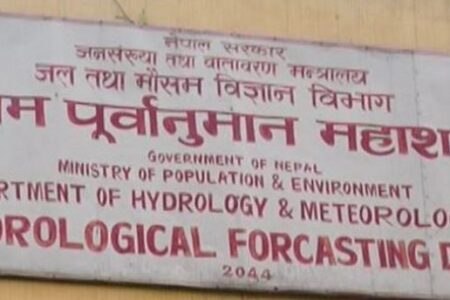 नेपाल सरकार
जनसंख्या तथा वातावरण मन्त्रालय
जल तथा मौसम विज्ञान विभाग
म पूर्वानुमान महाश
GOVERNMENT OF NEPAL
MINISTRY OF POPULATION & ENVIRONMENT
RTMENT OF HYDROLOGY & METEOROLO
OROLOGICAL FORCASTING D
2044